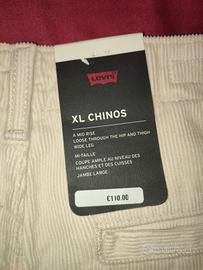 Levi's
XL CHINOS
A MID RISE
LOOSE THROUGH THE HIP AND THIGH
WIDE LEG
MI-TAILLE
COUPE AMPLE AU NIVEAU DES
HANCHES ET DES CUISSES
JAMBE LARGE
£110.00